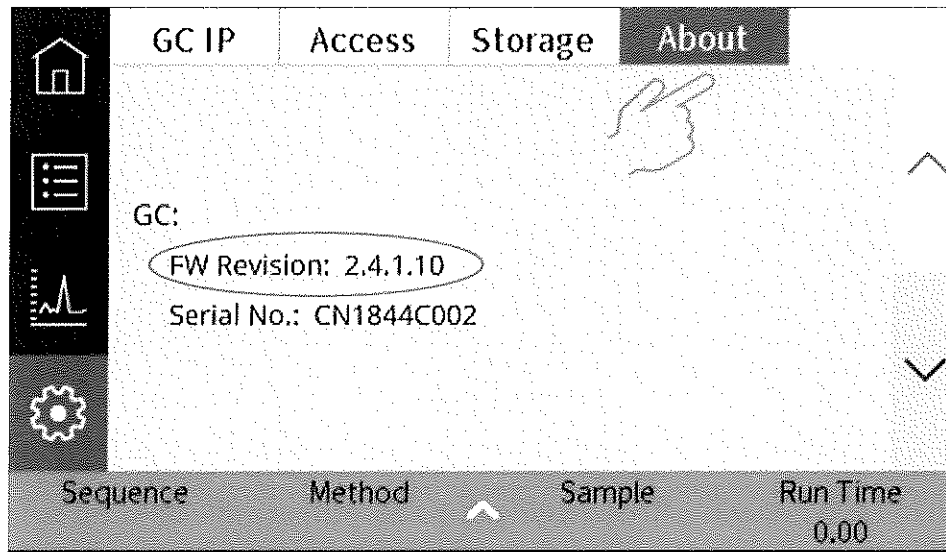 GC IP Access Storage About
GC:
FW Revision: 2.4.1.10
Serial No.: CN1844C002
Sequence Method Sample Run Time
0.00